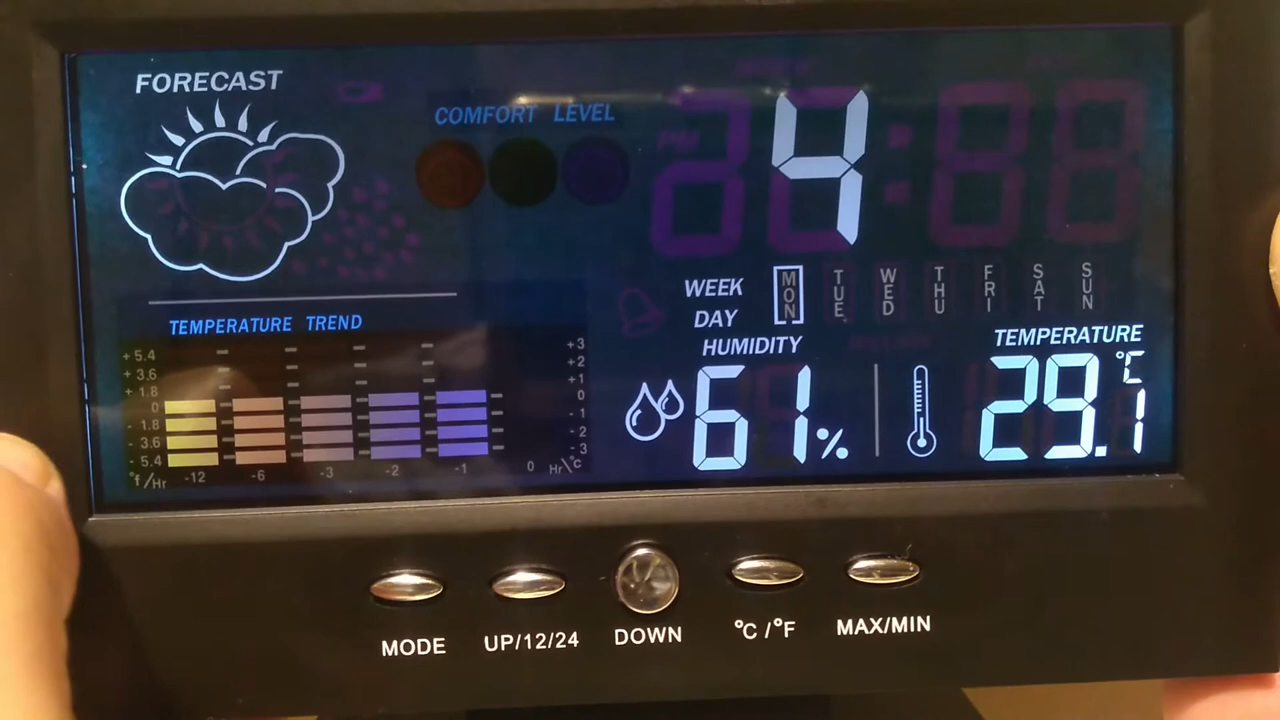 FORECAST
COMFORT LEVEL
4
WEEK
DAY
MON TUE WED THU FRI SAT SUN
HUMIDITY
61%
TEMPERATURE
29.1 °C
TEMPERATURE TREND
+5.4 +3
+3.6 +2
+1.8 +1
0 0
-1.8 -1
-3.6 -2
-5.4 -3
°f/Hr -12 -6 -3 -2 -1 0 Hr\°c
MODE UP/12/24 DOWN °C/°F MAX/MIN